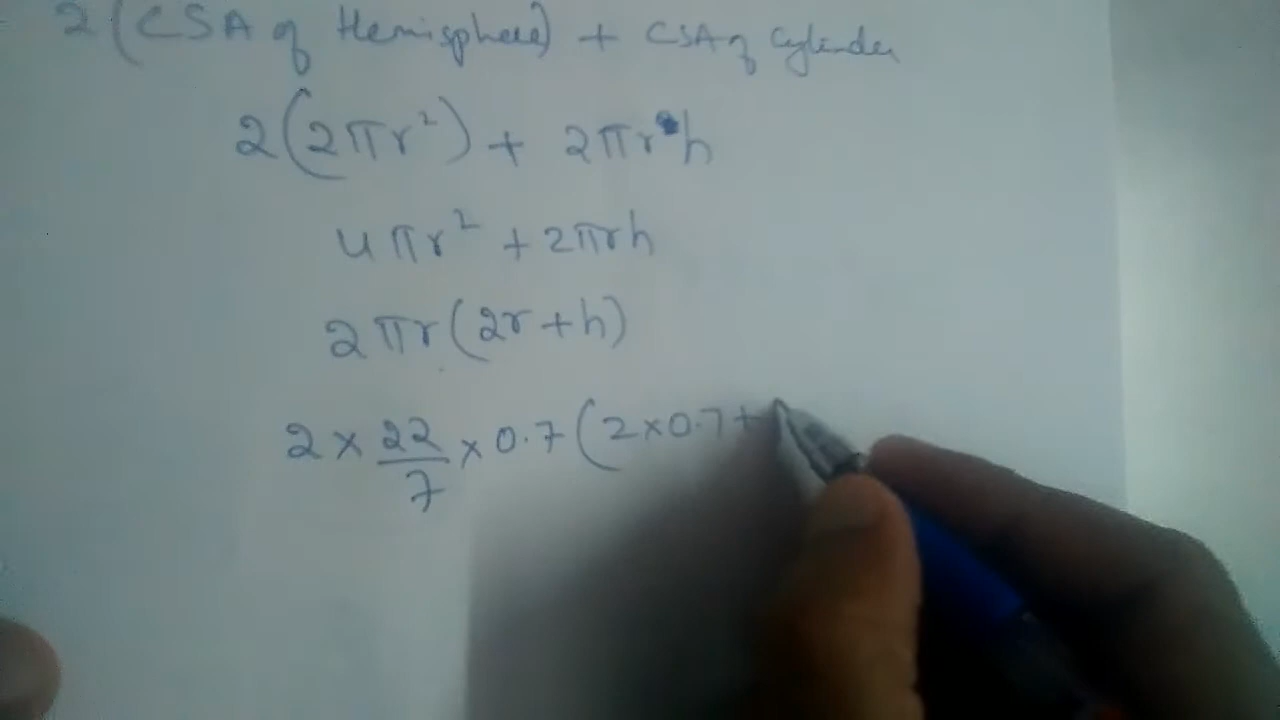 2(CSA of Hemisphere) + CSA of Cylinder
2(2πr²) + 2πrh
4πr² + 2πrh
2πr(2r+h)
2 × 22/7 × 0.7(2×0.7+